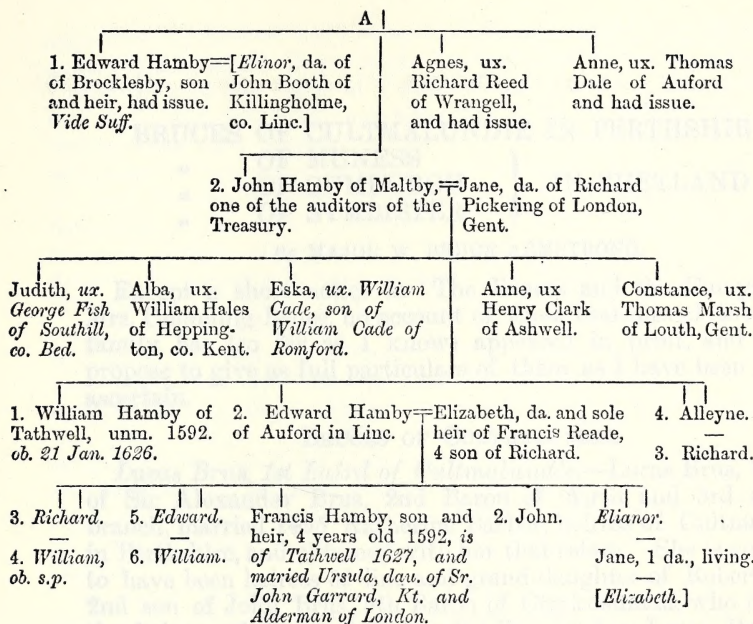 A
1. Edward Hamby=[Elinor, da. of
of Brocklesby, son John Booth of
and heir, had issue. Killingholme,
Vide Suff. co. Linc.]
Agnes, ux.
Richard Reed
of Wrangell,
and had issue.
Anne, ux. Thomas
Dale of Auford
and had issue.
2. John Hamby of Maltby,=Jane, da. of Richard
one of the auditors of the Pickering of London,
Treasury. Gent.
Judith, ux.
George Fish
of Southill,
co. Bed.
Alba, ux.
William Hales
of Hepping-
ton, co. Kent.
Eska, ux. William
Cade, son of
William Cade of
Romford.
Anne, ux
Henry Clark
of Ashwell.
Constance, ux.
Thomas Marsh
of Louth, Gent.
1. William Hamby of
Tathwell, unm. 1592.
ob. 21 Jan. 1626.
2. Edward Hamby=Elizabeth, da. and sole
of Auford in Linc. heir of Francis Reade,
4 son of Richard.
4. Alleyne.
—
3. Richard.
3. Richard.
—
4. William,
ob. s.p.
5. Edward.
6. William.
Francis Hamby, son and
heir, 4 years old 1592, is
of Tathwell 1627, and
married Ursula, dau. of Sr.
John Garrard, Kt. and
Alderman of London.
2. John.
Elianor.
—
Jane, 1 da., living.
[Elizabeth.]